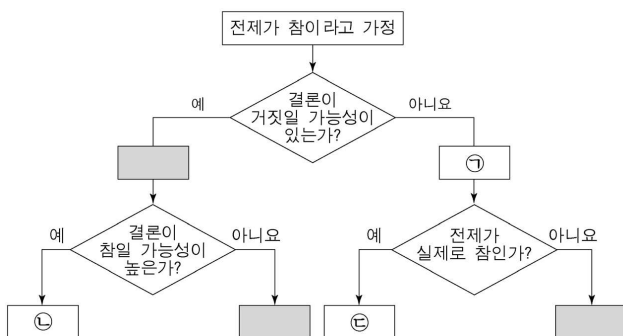 전제가 참이라고 가정
예
결론이
거짓일 가능성이
있는가?
아니요
㉠
예
결론이
참일 가능성이
높은가?
아니요
예
전제가
실제로 참인가?
아니요
㉡
㉢